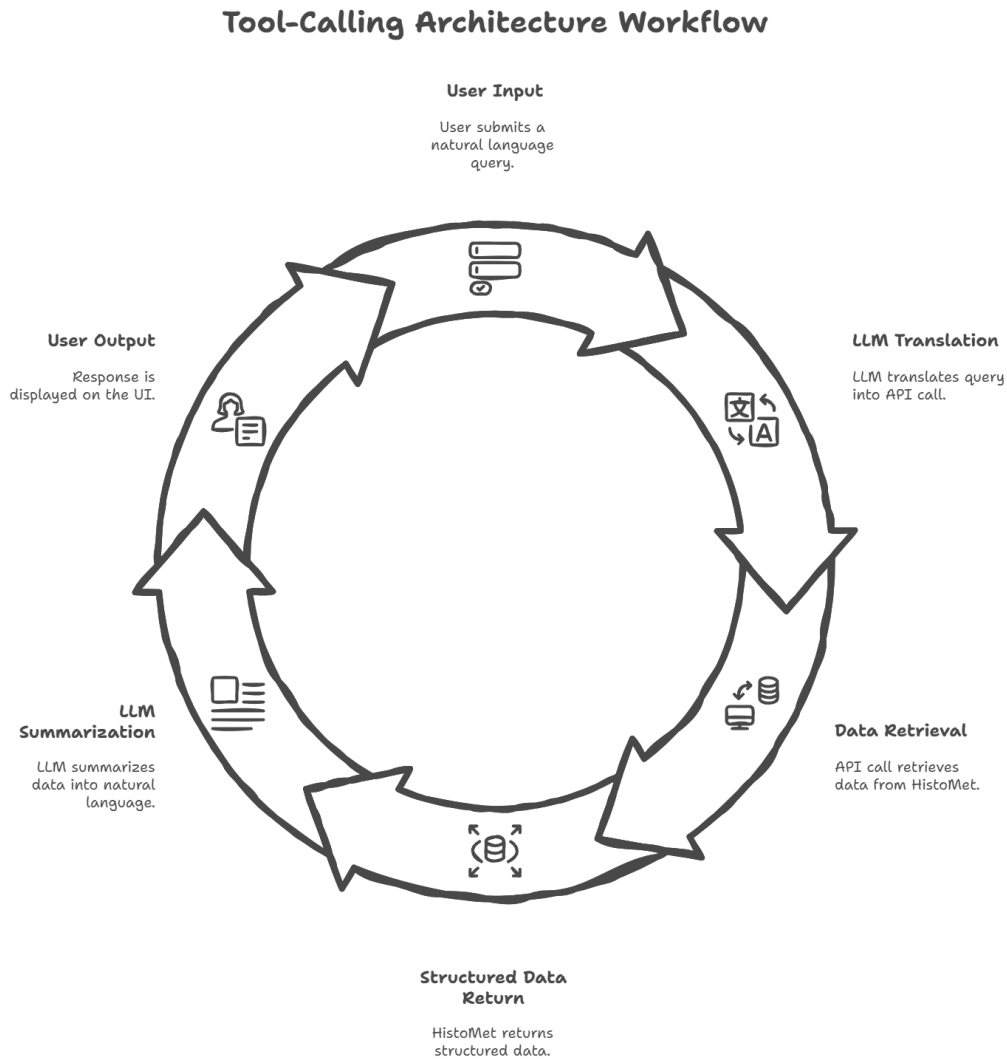 Tool-Calling Architecture Workflow
User Input
User submits a
natural language
query.
User Output
Response is
displayed on the UI.
LLM Translation
LLM translates query
into API call.
文
A
LLM
Summarization
LLM summarizes
data into natural
language.
Data Retrieval
API call retrieves
data from HistoMet.
Structured Data
Return
HistoMet returns
structured data.